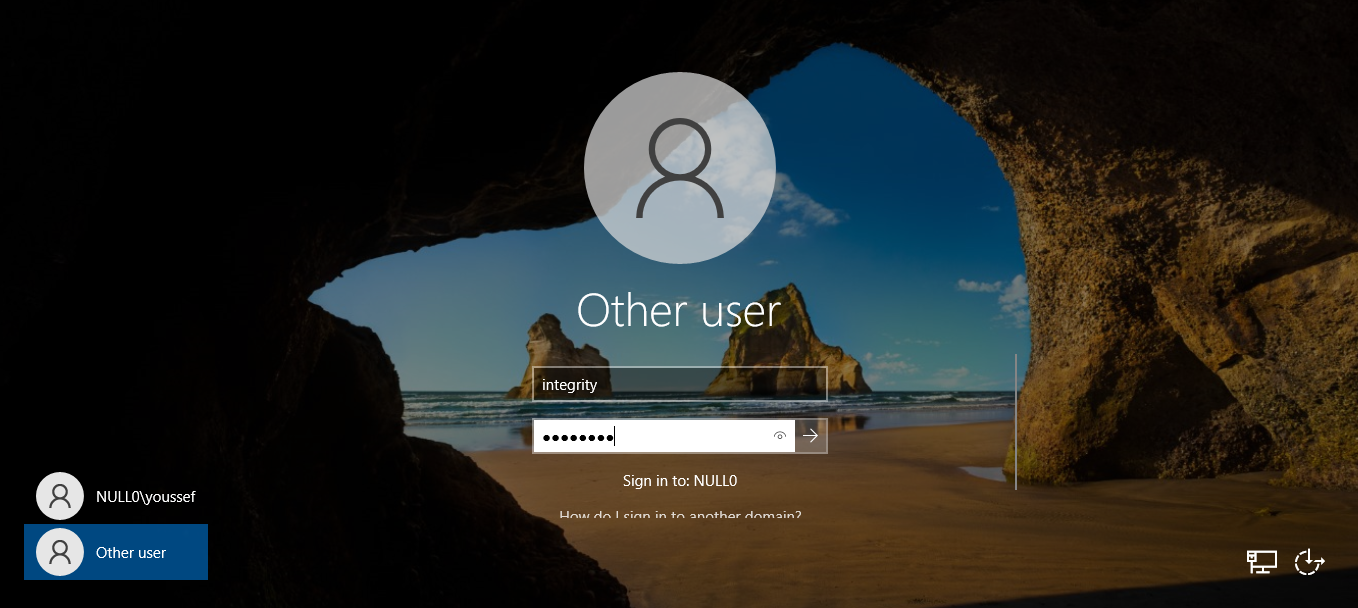 Other user
integrity
Sign in to: NULL0
How do I sign in to another domain?
NULL0\youssef
Other user